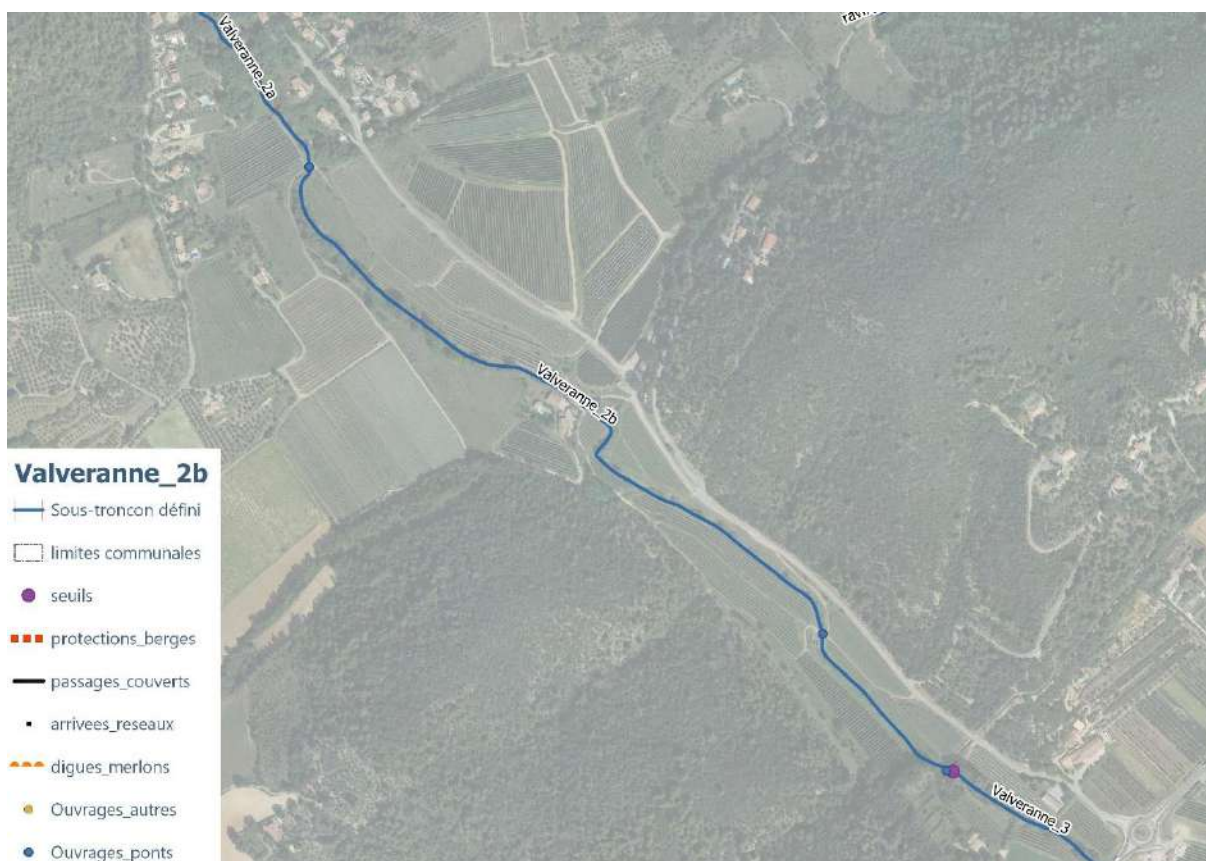 Valveranne_2a
Valveranne_2b
Valveranne_3
Valveranne_2b
Sous-troncon défini
limites communales
seuils
protections_berges
passages_couverts
arrivees_reseaux
digues_merlons
Ouvrages_autres
Ouvrages_ponts